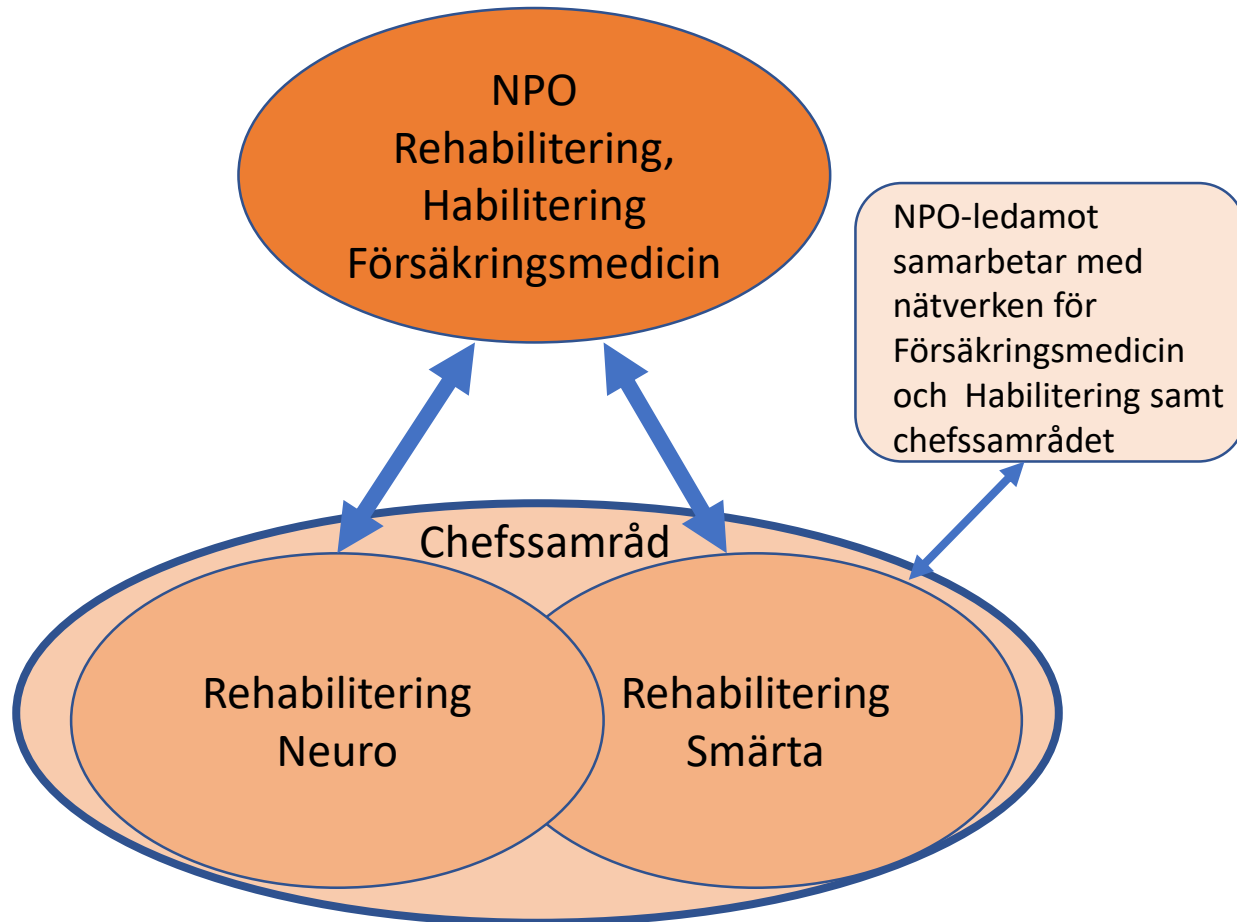 NPO
Rehabilitering,
Habilitering
Försäkringsmedicin
NPO-ledamot
samarbetar med
nätverken för
Försäkringsmedicin
och  Habilitering samt
chefssamrådet
Chefssamråd
Rehabilitering
Neuro
Rehabilitering
Smärta